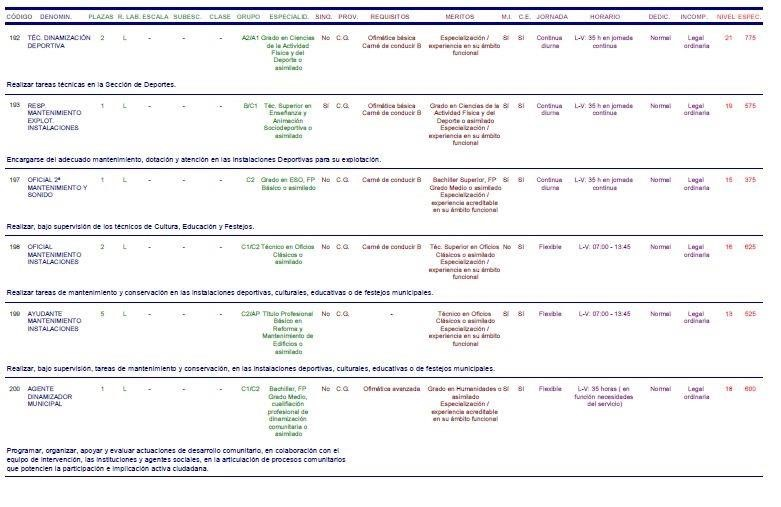 CÓDIGO DENOMIN. PLAZAS R. LAB. ESCALA SUBESC. CLASE GRUPO ESPECIALID. SING. PROV. REQUISITOS MERITOS M.I. C.E. JORNADA HORARIO DEDIC. INCOMP. NIVEL ESPEC.
192 TÉC. DINAMIZACIÓN 2 L - - - A2/A1 Grado en Ciencias No C.G. Ofimática básica Especialización / SI SI Continua L-V: 35 h en jornada Normal Legal 21 775
DEPORTIVA de la Actividad Carné de conducir B experiencia en su ámbito diurna continua ordinaria
Física y del funcional
Deporte o
asimilado
Realizar tareas técnicas en la Sección de Deportes.
193 RESP. 1 L - - - B/C1 Téc. Superior en SI C.G. Ofimática básica Grado en Ciencias de la SI SI Continua L-V: 35 h en jornada Normal Legal 19 575
MANTENIMIENTO Enseñanza y Carné de conducir B Actividad Física y del diurna continua ordinaria
EXPLOT. Animación Deporte o asimilado
INSTALACIONES Sociodeportiva o Especialización /
asimilado experiencia en su ámbito
funcional
Encargarse del adecuado mantenimiento, dotación y atención en las Instalaciones Deportivas para su explotación.
197 OFICIAL 2ª 1 L - - - C2 Grado en ESO, FP No C.G. Carné de conducir B Bachiller Superior, FP SI SI Continua L-V: 35 h en jornada Normal Legal 15 375
MANTENIMIENTO Y Básico o asimilado Grado Medio o asimilado diurna continua ordinaria
SONIDO Especialización /
experiencia acreditable
en su ámbito funcional
Realizar, bajo supervisión de los técnicos de Cultura, Educación y Festejos.
198 OFICIAL 2 L - - - C1/C2 Técnico en Oficios No C.G. Carné de conducir B Téc. Superior en Oficios No SI Flexible L-V: 07:00 - 13:45 Normal Legal 16 625
MANTENIMIENTO Clásicos o Clásicos o asimilado ordinaria
INSTALACIONES asimilado Especialización /
experiencia en su ámbito
funcional
Realizar tareas de mantenimiento y conservación en las instalaciones deportivas, culturales, educativas o de festejos municipales.
199 AYUDANTE 5 L - - - C2/AP Título Profesional No C.G. - Técnico en Oficios SI SI Flexible L-V: 07:00 - 13:45 Normal Legal 13 525
MANTENIMIENTO Básico en Clásicos o asimilado ordinaria
INSTALACIONES Reforma y Especialización /
Mantenimiento de experiencia en su ámbito
Edificios o funcional
asimilado
Realizar, bajo supervisión, tareas de mantenimiento y conservación, en las instalaciones deportivas, culturales, educativas o de festejos municipales.
200 AGENTE 1 L - - - C1/C2 Bachiller, FP No C.G. Ofimática avanzada Grado en Humanidades o SI SI Flexible L-V: 35 horas ( en Normal Legal 18 600
DINAMIZADOR Grado Medio, asimilado función necesidades ordinaria
MUNICIPAL cualifiación Especialización / del servicio)
profesional de experiencia acreditable
dinamización en su ámbito funcional
comunitaria o
asimilado
Programar, organizar, apoyar y evaluar actuaciones de desarrollo comunitario, en colaboración con el
equipo de intervención, las instituciones y agentes sociales, en la articulación de procesos comunitarios
que potencien la participación e implicación activa ciudadana.